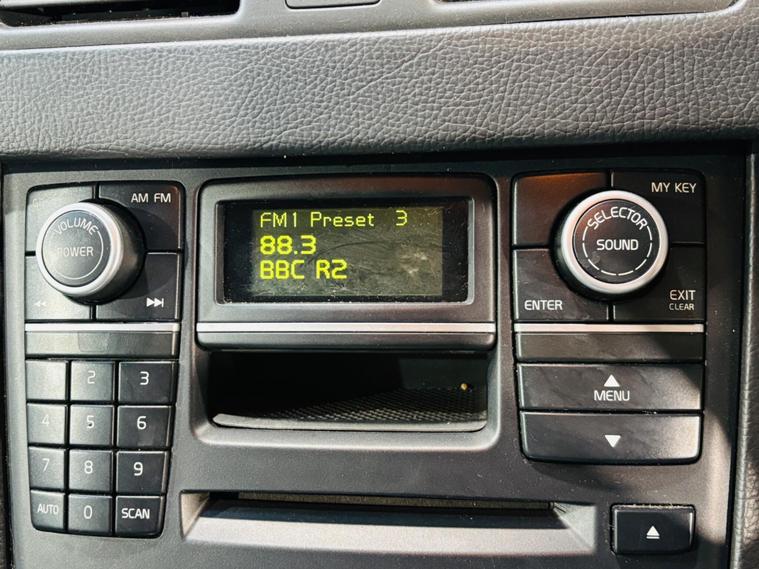 AM FM
VOLUME
POWER
FM1 Preset 3
88.3
BBC R2
MY KEY
SELECTOR
SOUND
ENTER
EXIT
CLEAR
MENU
2 3
4 5 6
7 8 9
AUTO 0 SCAN